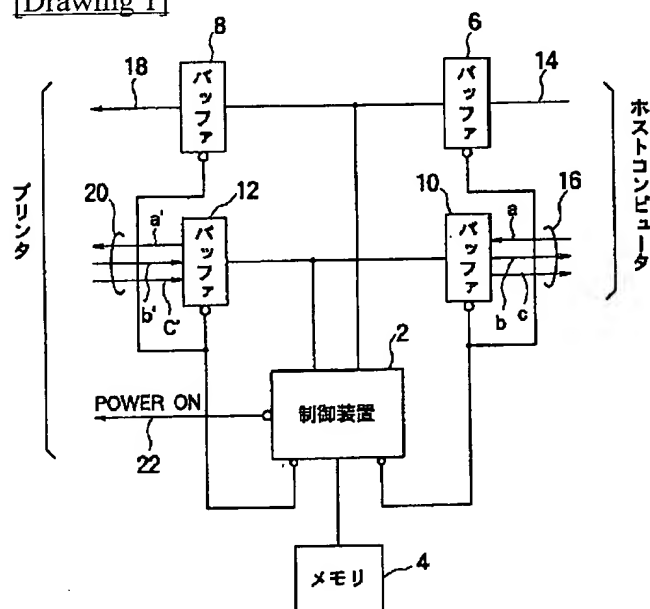 [Drawing 1]
8
6
18
バッファ
バッファ
14
プリンタ
ホストコンピュータ
20
12
10
16
a'
バッファ
バッファ
a
b'
b
C'
c
2
POWER ON
制御装置
22
メモリ
4